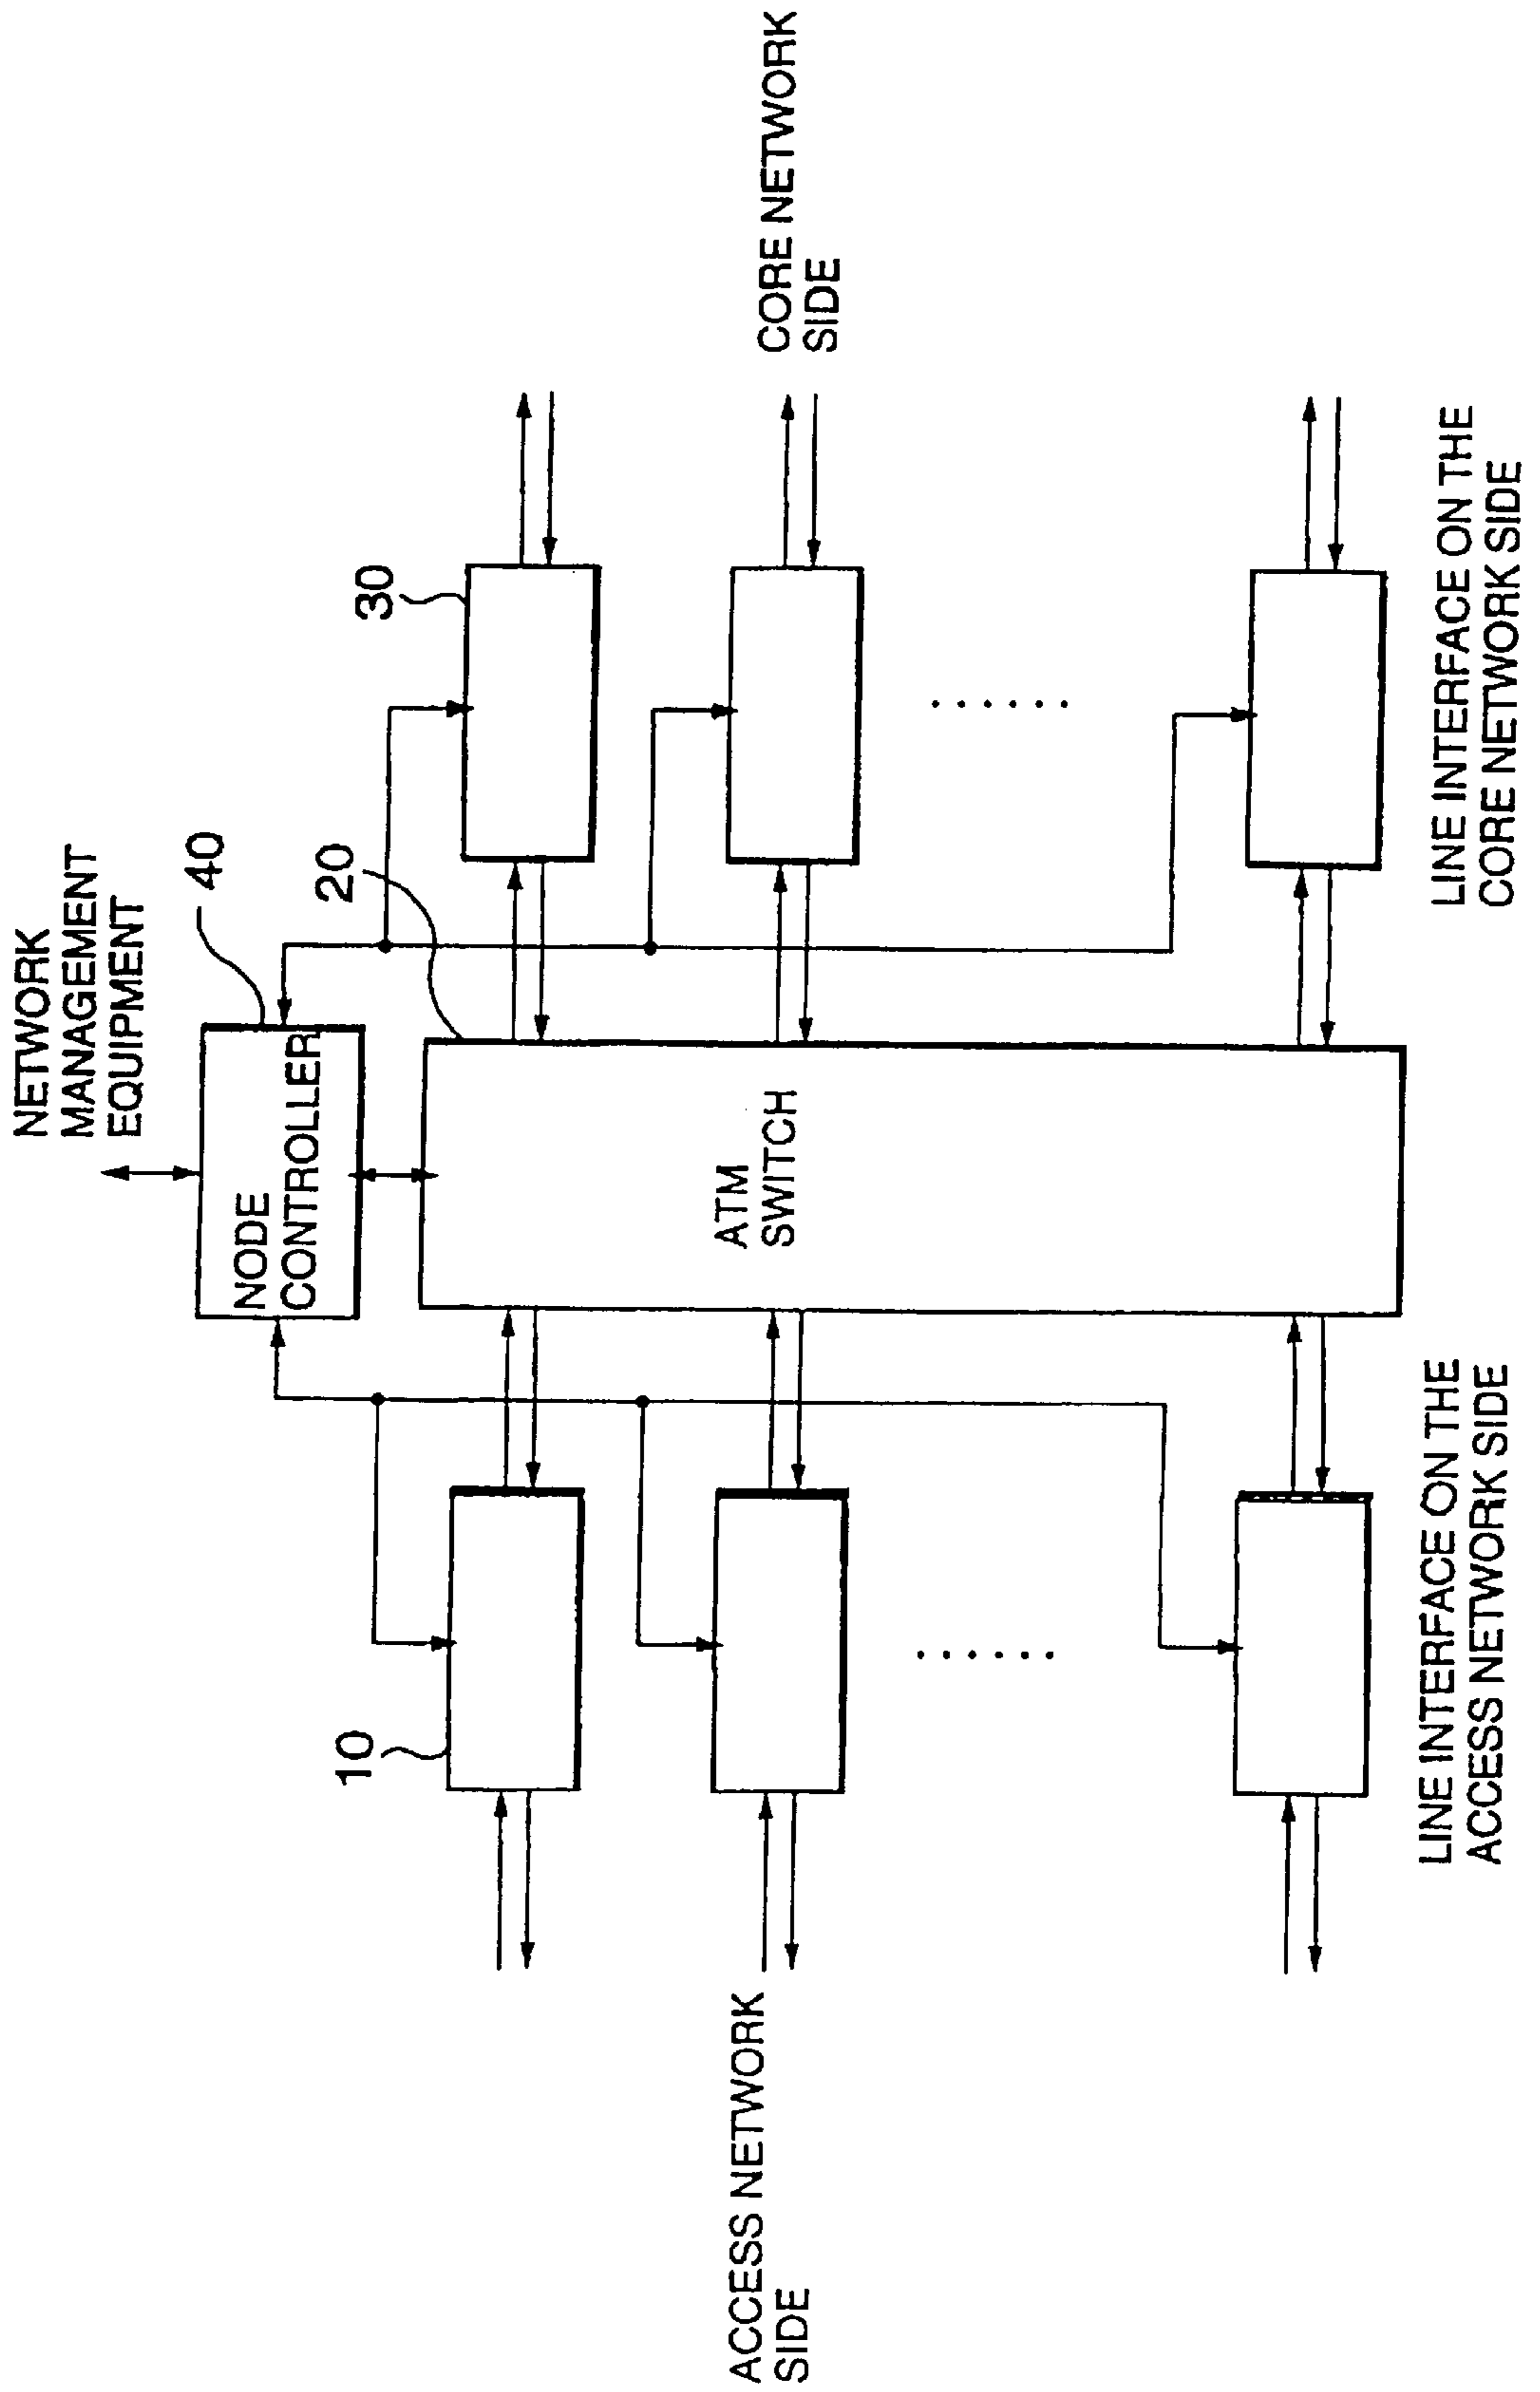 NETWORK
MANAGEMENT
EQUIPMENT
40
NODE
CONTROLLER
20
30
10
ATM
SWITCH
ACCESS NETWORK
SIDE
CORE NETWORK
SIDE
LINE INTERFACE ON THE
ACCESS NETWORK SIDE
LINE INTERFACE ON THE
CORE NETWORK SIDE